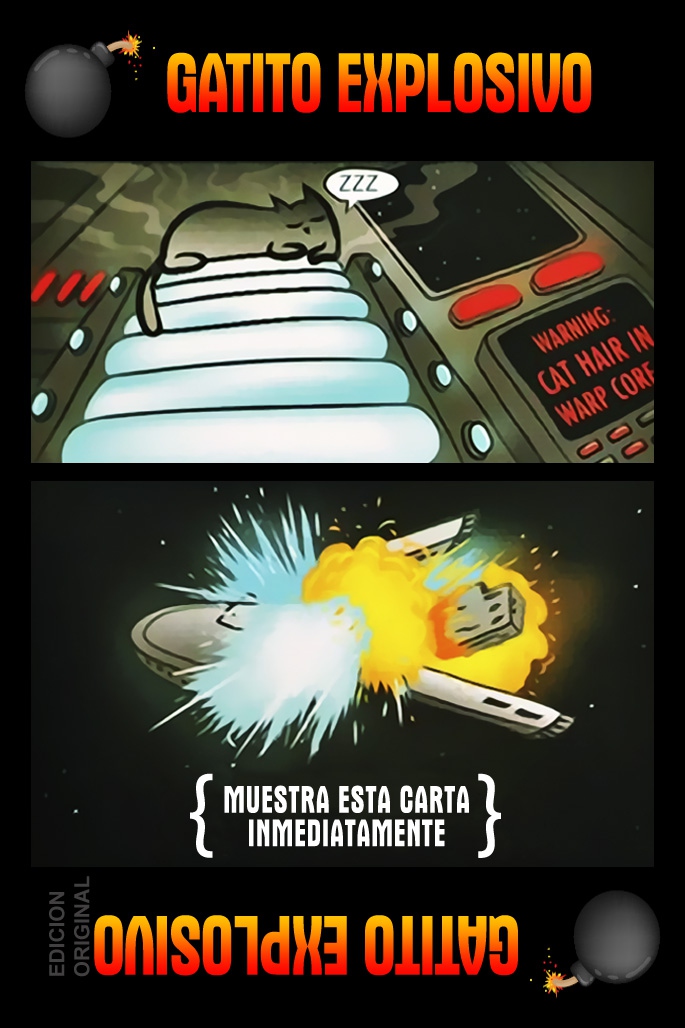 GATITO EXPLOSIVO
ZZZ
WARNING:
CAT HAIR IN
WARP CORE
{ MUESTRA ESTA CARTA
INMEDIATAMENTE }
EDICION
ORIGINAL
GATITO EXPLOSIVO